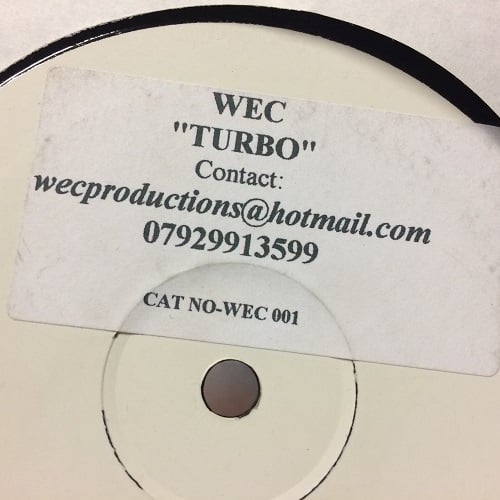 WEC
"TURBO"
Contact:
wecproductions@hotmail.com
07929913599
CAT NO-WEC 001